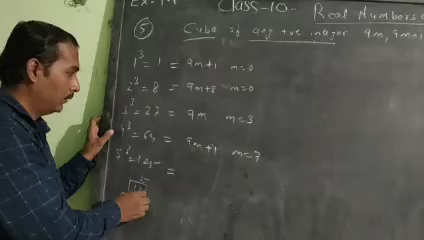 Ex-1.1 Class-10- Real Numbers
(5) Cube of any +ve integer 9m, 9m+1
1³ = 1 = 9m+1 m=0
2³ = 8 = 9m+8 m=0
3³ = 27 = 9m m=3
4³ = 64 = 9m+1 m=7
5³ = 125 =